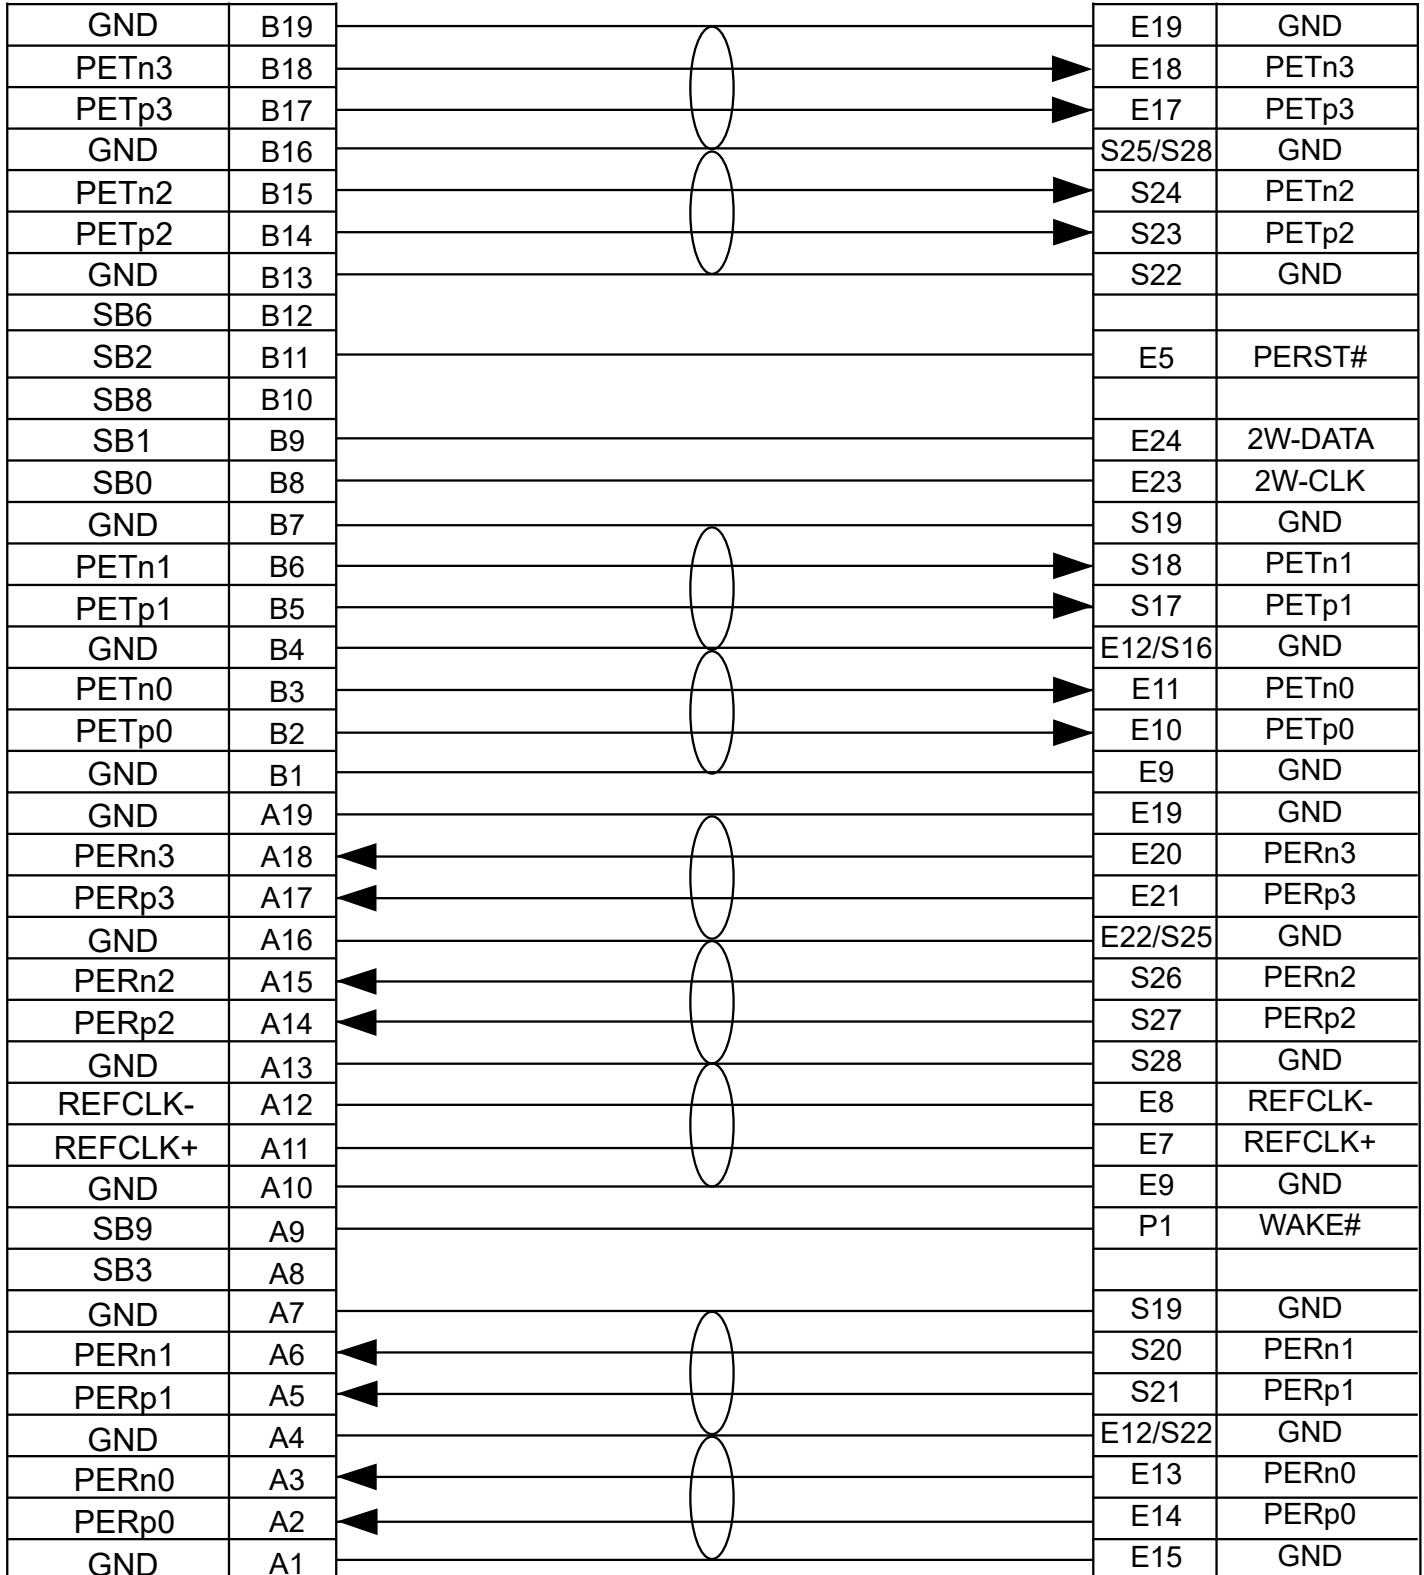 GND B19 E19 GND
PETn3 B18 E18 PETn3
PETp3 B17 E17 PETp3
GND B16 S25/S28 GND
PETn2 B15 S24 PETn2
PETp2 B14 S23 PETp2
GND B13 S22 GND
SB6 B12
SB2 B11 E5 PERST#
SB8 B10
SB1 B9 E24 2W-DATA
SB0 B8 E23 2W-CLK
GND B7 S19 GND
PETn1 B6 S18 PETn1
PETp1 B5 S17 PETp1
GND B4 E12/S16 GND
PETn0 B3 E11 PETn0
PETp0 B2 E10 PETp0
GND B1 E9 GND
GND A19 E19 GND
PERn3 A18 E20 PERn3
PERp3 A17 E21 PERp3
GND A16 E22/S25 GND
PERn2 A15 S26 PERn2
PERp2 A14 S27 PERp2
GND A13 S28 GND
REFCLK- A12 E8 REFCLK-
REFCLK+ A11 E7 REFCLK+
GND A10 E9 GND
SB9 A9 P1 WAKE#
SB3 A8
GND A7 S19 GND
PERn1 A6 S20 PERn1
PERp1 A5 S21 PERp1
GND A4 E12/S22 GND
PERn0 A3 E13 PERn0
PERp0 A2 E14 PERp0
GND A1 E15 GND